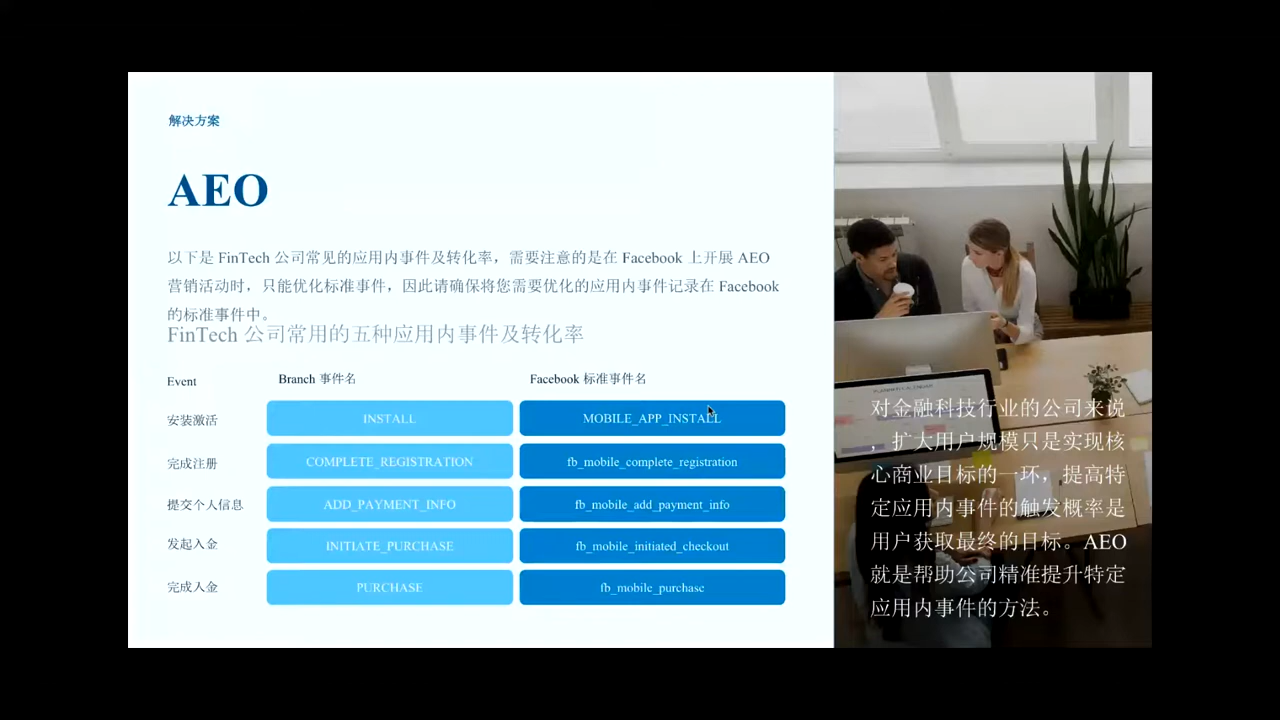 解决方案
AEO
以下是 FinTech 公司常见的应用内事件及转化率，需要注意的是在 Facebook 上开展 AEO
营销活动时，只能优化标准事件，因此请确保将您需要优化的应用内事件记录在 Facebook
的标准事件中。
FinTech 公司常用的五种应用内事件及转化率
Event Branch 事件名 Facebook 标准事件名
安装激活 INSTALL MOBILE_APP_INSTALL
完成注册 COMPLETE_REGISTRATION fb_mobile_complete_registration
提交个人信息 ADD_PAYMENT_INFO fb_mobile_add_payment_info
发起入金 INITIATE_PURCHASE fb_mobile_initiated_checkout
完成入金 PURCHASE fb_mobile_purchase
对金融科技行业的公司来说
，扩大用户规模只是实现核
心商业目标的一环，提高特
定应用内事件的触发概率是
用户获取最终的目标。AEO
就是帮助公司精准提升特定
应用内事件的方法。